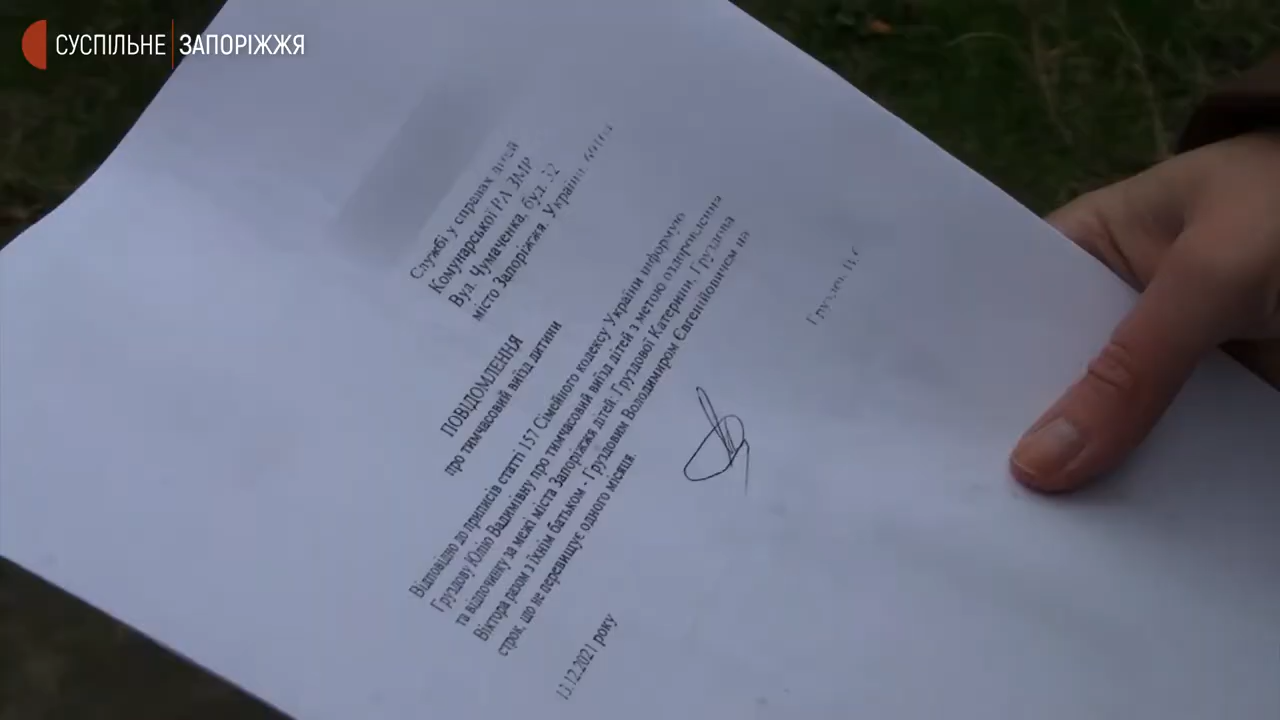 СУСПІЛЬНЕ ЗАПОРІЖЖЯ
Службі у справах дітей
Комунарської РА ЗМР
Вул. Чумаченка, буд. 32
місто Запоріжжя, Україна,
ПОВІДОМЛЕННЯ
про тимчасовий виїзд дитини
Відповідно до приписів статті 157 Сімейного кодексу України інформую
Груздову Юлію Вадимівну про тимчасовий виїзд дітей з метою оздоровлення
та відпочинку за межі міста Запоріжжя дітей: Груздової Катерини, Груздова
Віктора разом з їхнім батьком - Груздовим Володимиром Євгенійовичем на
строк, що не перевищує одного місяця.
13.12.2021 року
Груздов В.Є